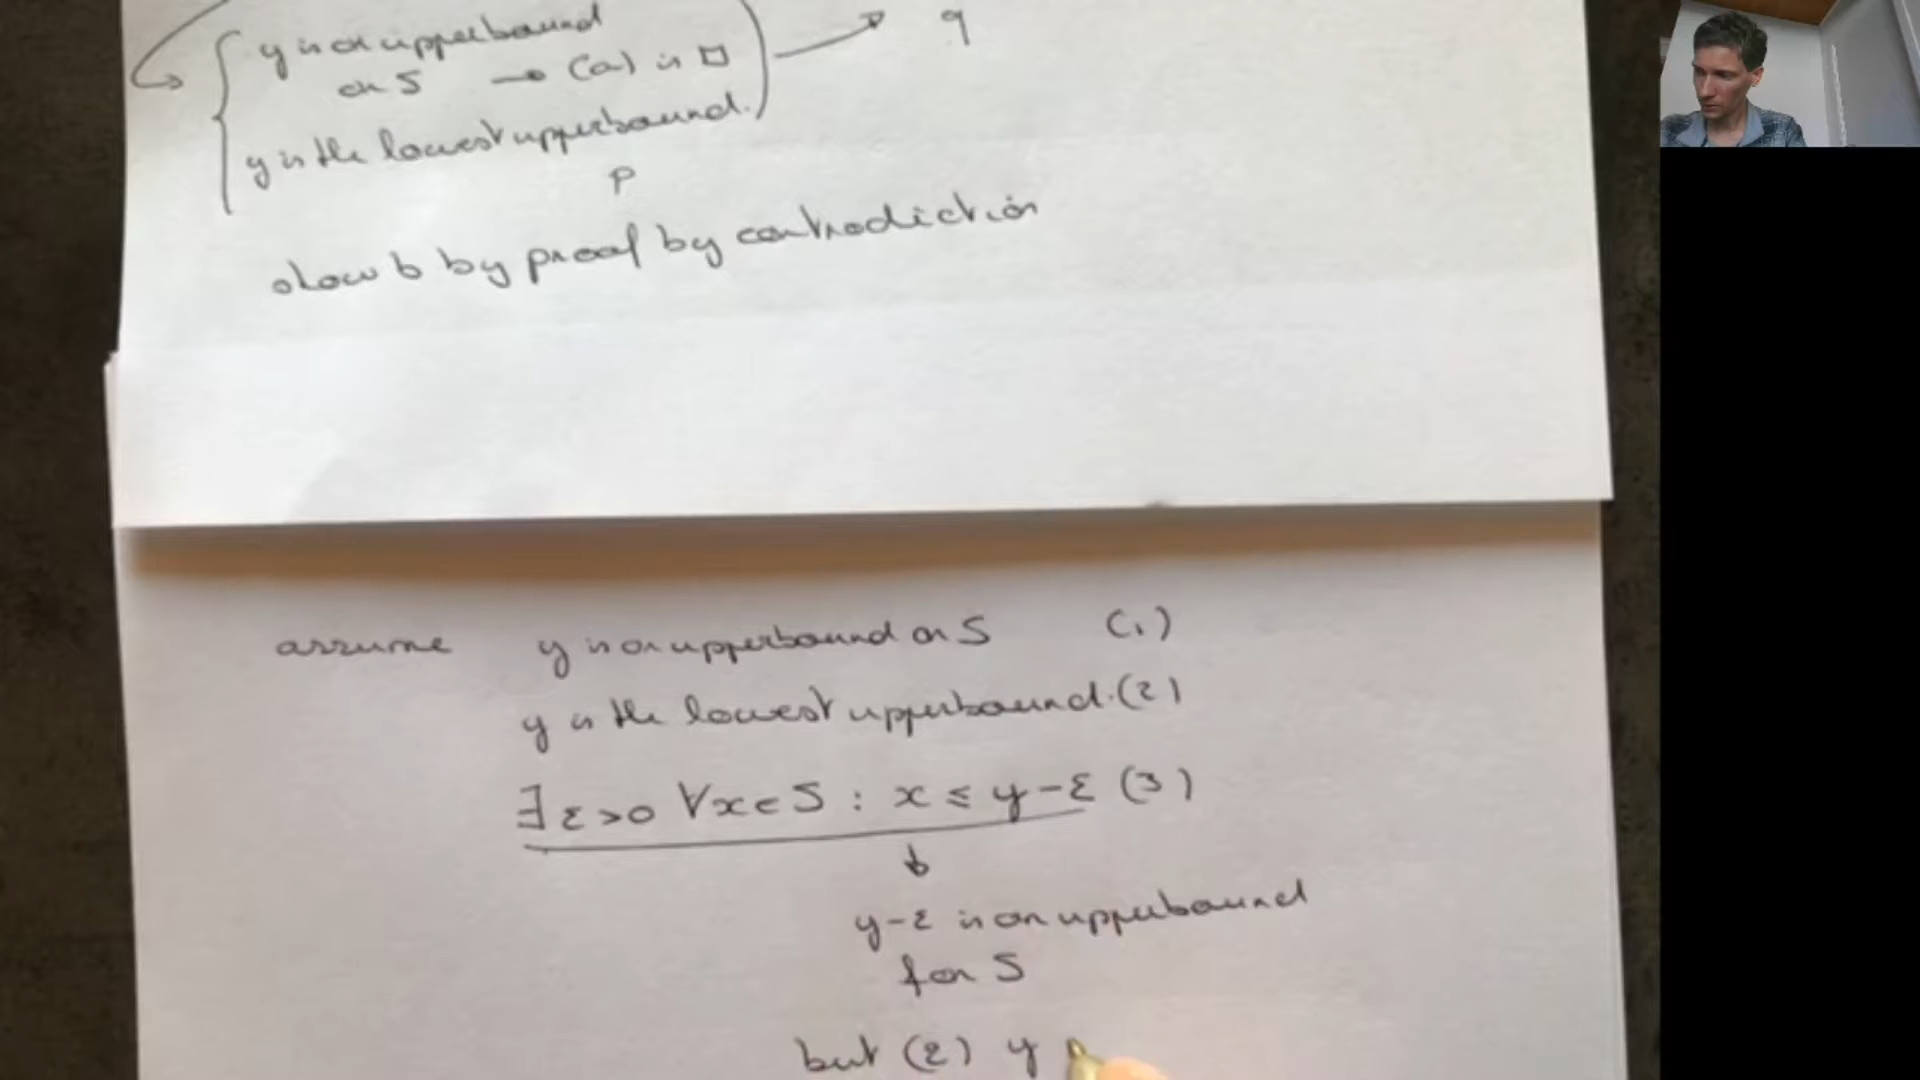 y is an upperbound
on S → (a) is □
q
y is the lowest upperbound.
p
show b by proof by contradiction
assume y is an upperbound on S (1)
y is the lowest upperbound. (2)
∃ε>0 ∀x∈S : x ≤ y-ε (3)
↓
y-ε is an upperbound
for S
but (2) y